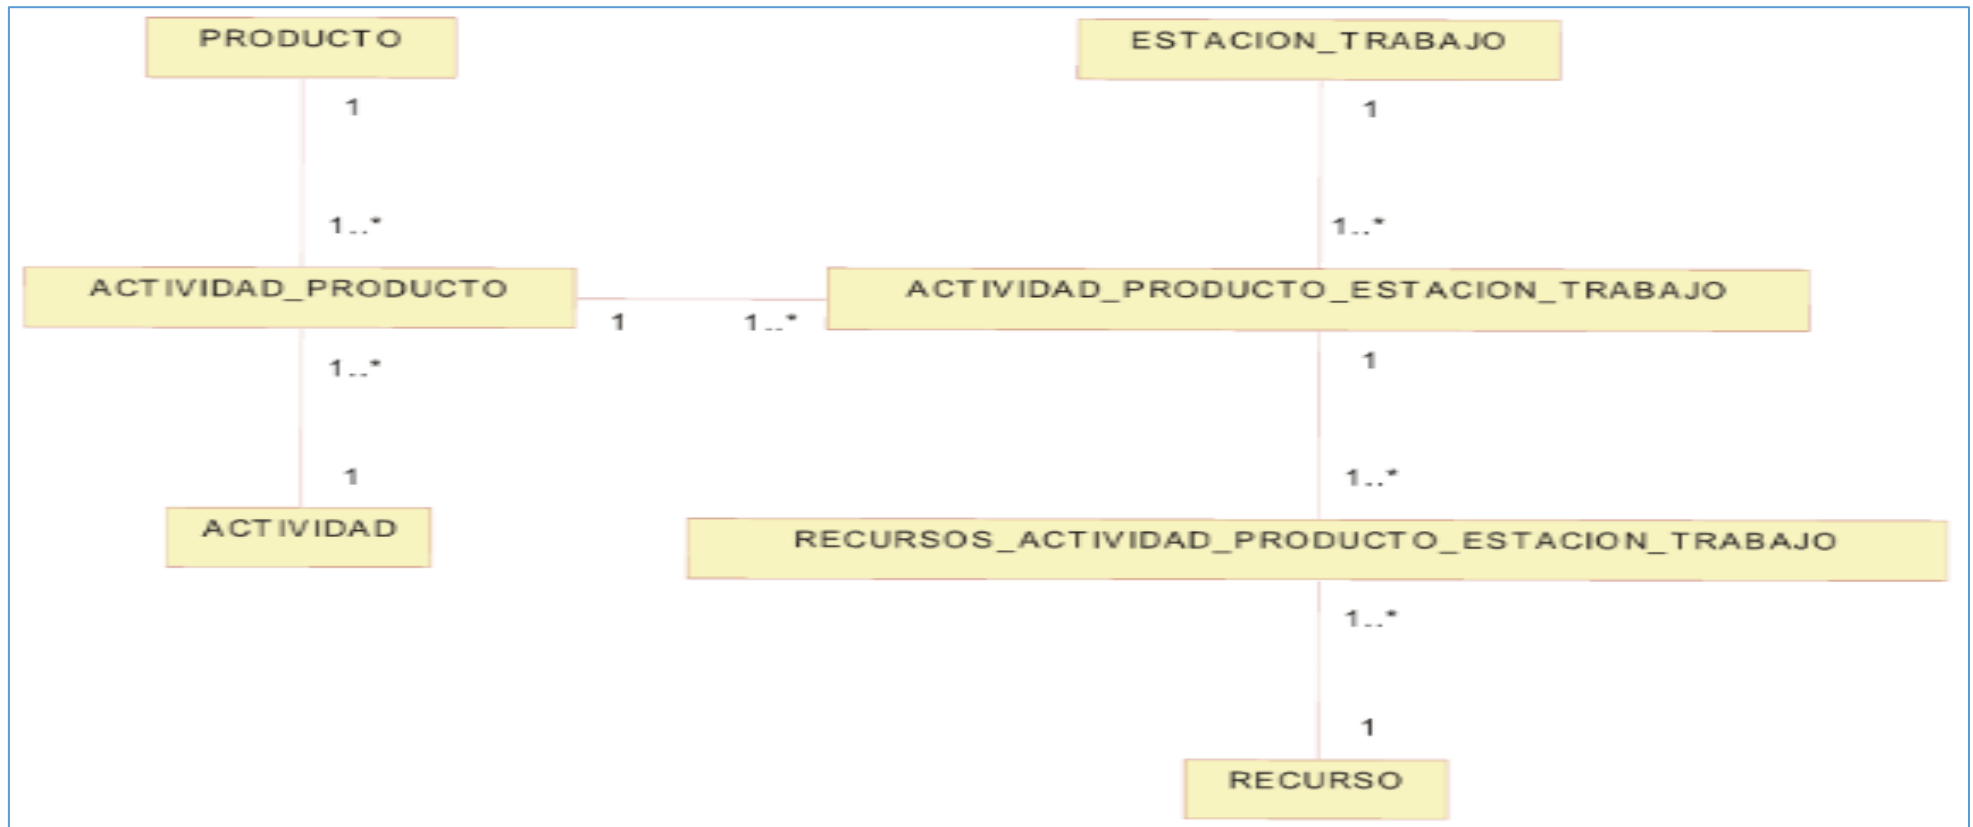 PRODUCTO
ESTACION_TRABAJO
1
1
1..*
1..*
ACTIVIDAD_PRODUCTO
ACTIVIDAD_PRODUCTO_ESTACION_TRABAJO
1
1..*
1..*
1
1
1..*
ACTIVIDAD
RECURSOS_ACTIVIDAD_PRODUCTO_ESTACION_TRABAJO
1..*
1
RECURSO